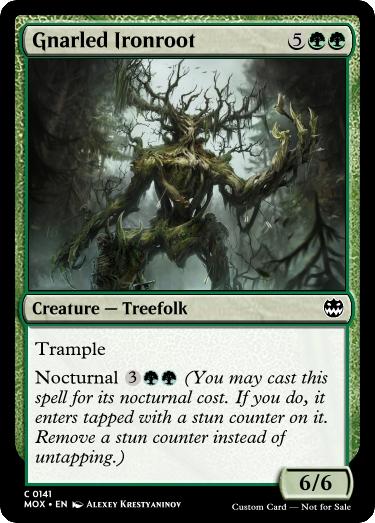 Gnarled Ironroot 5
Creature — Treefolk
Trample
Nocturnal 3 (You may cast this
spell for its nocturnal cost. If you do, it
enters tapped with a stun counter on it.
Remove a stun counter instead of
untapping.)
6/6
C 0141
MOX • EN Alexey Krestyaninov
Custom Card — Not for Sale